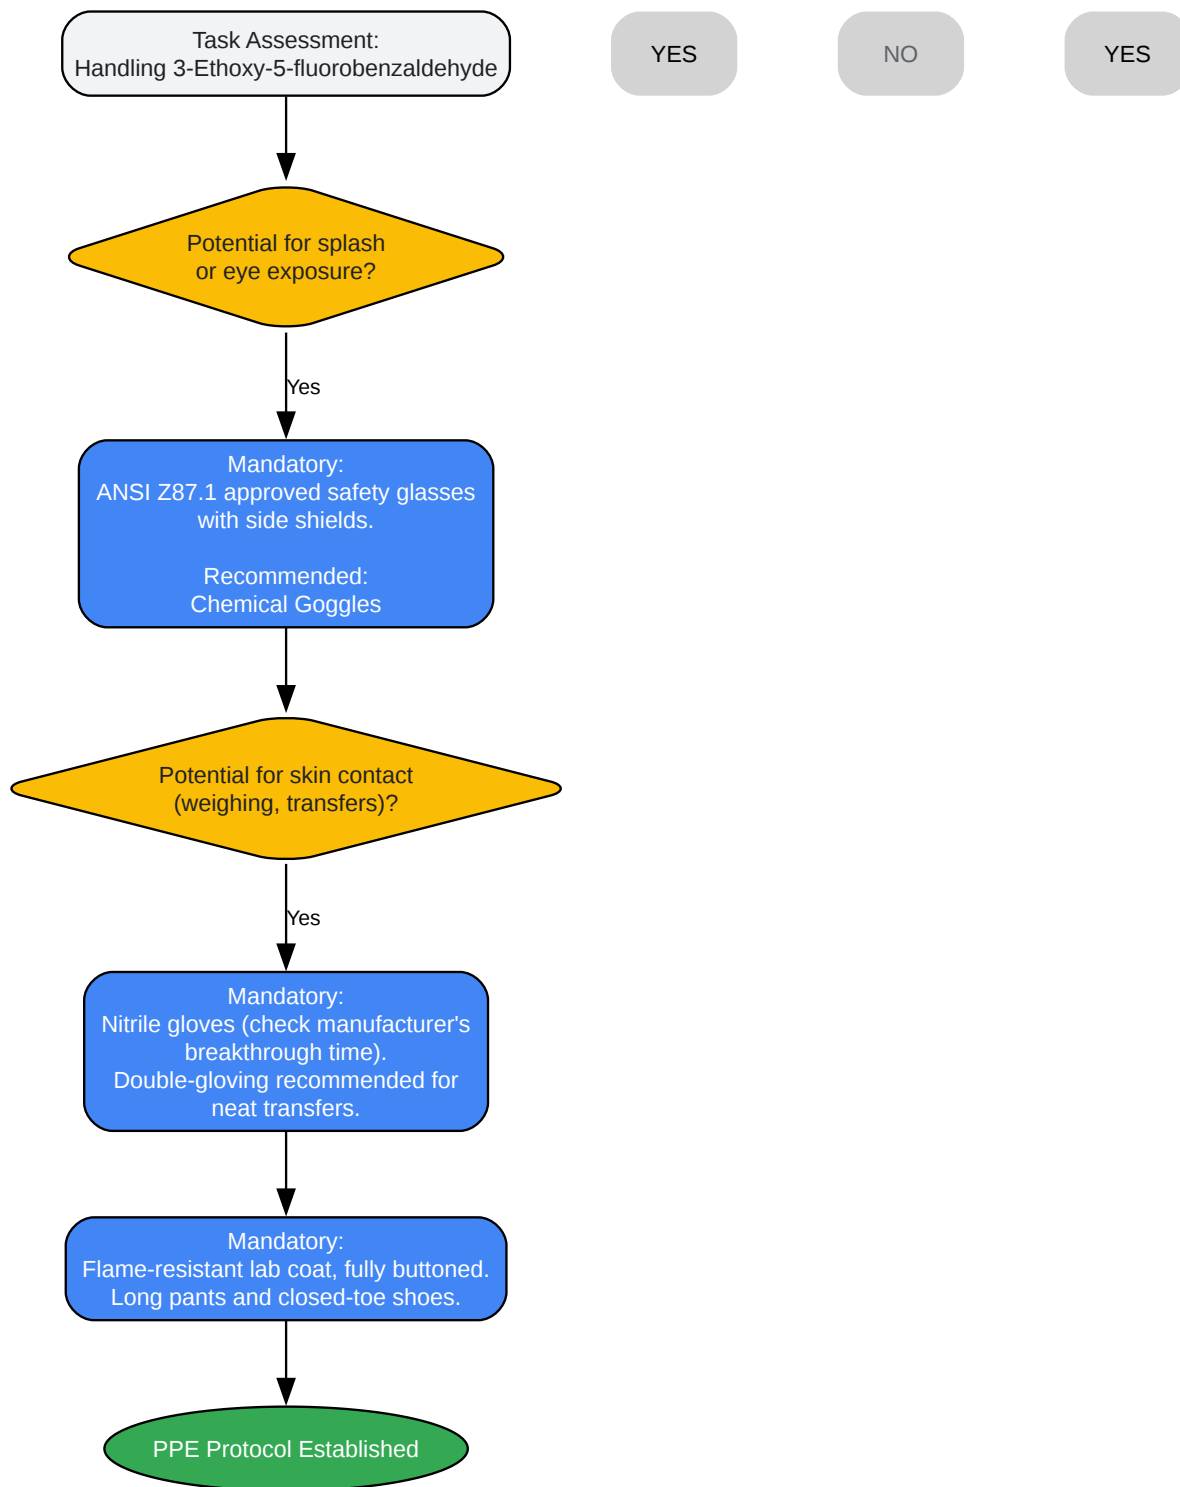 Task Assessment:
Handling 3-Ethoxy-5-fluorobenzaldehyde
YES
NO
YES
Potential for splash
or eye exposure?
Yes
Mandatory:
ANSI Z87.1 approved safety glasses
with side shields.
Recommended:
Chemical Goggles
Potential for skin contact
(weighing, transfers)?
Yes
Mandatory:
Nitrile gloves (check manufacturer's
breakthrough time).
Double-gloving recommended for
neat transfers.
Mandatory:
Flame-resistant lab coat, fully buttoned.
Long pants and closed-toe shoes.
PPE Protocol Established